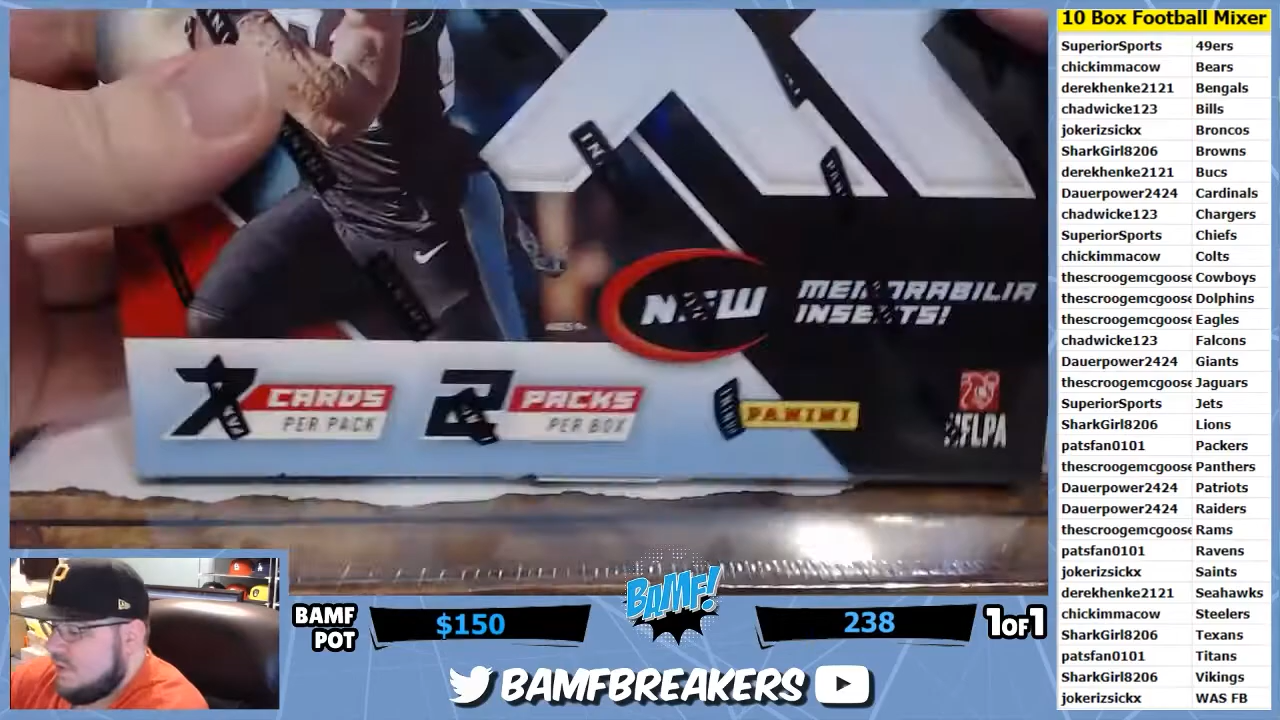 NEW
MEMORABILIA
INSERTS!
AGES 9+
7 CARDS
PER PACK
2 PACKS
PER BOX
PANINI
NFLPA
BAMF
POT
$150
BAMF!
238
1OF1
BAMFBREAKERS
10 Box Football Mixer
SuperiorSports 49ers
chickimmacow Bears
derekhenke2121 Bengals
chadwicke123 Bills
jokerizsickx Broncos
SharkGirl8206 Browns
derekhenke2121 Bucs
Dauerpower2424 Cardinals
chadwicke123 Chargers
SuperiorSports Chiefs
chickimmacow Colts
thescroogemcgoose Cowboys
thescroogemcgoose Dolphins
thescroogemcgoose Eagles
chadwicke123 Falcons
Dauerpower2424 Giants
thescroogemcgoose Jaguars
SuperiorSports Jets
SharkGirl8206 Lions
patsfan0101 Packers
thescroogemcgoose Panthers
Dauerpower2424 Patriots
Dauerpower2424 Raiders
thescroogemcgoose Rams
patsfan0101 Ravens
jokerizsickx Saints
derekhenke2121 Seahawks
chickimmacow Steelers
SharkGirl8206 Texans
patsfan0101 Titans
SharkGirl8206 Vikings
jokerizsickx WAS FB